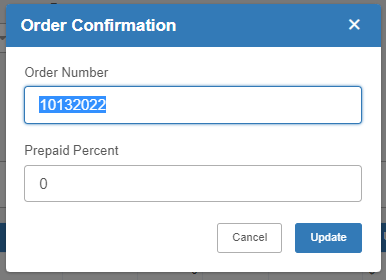 Order Confirmation ×
Order Number
10132022
Prepaid Percent
0
Cancel Update